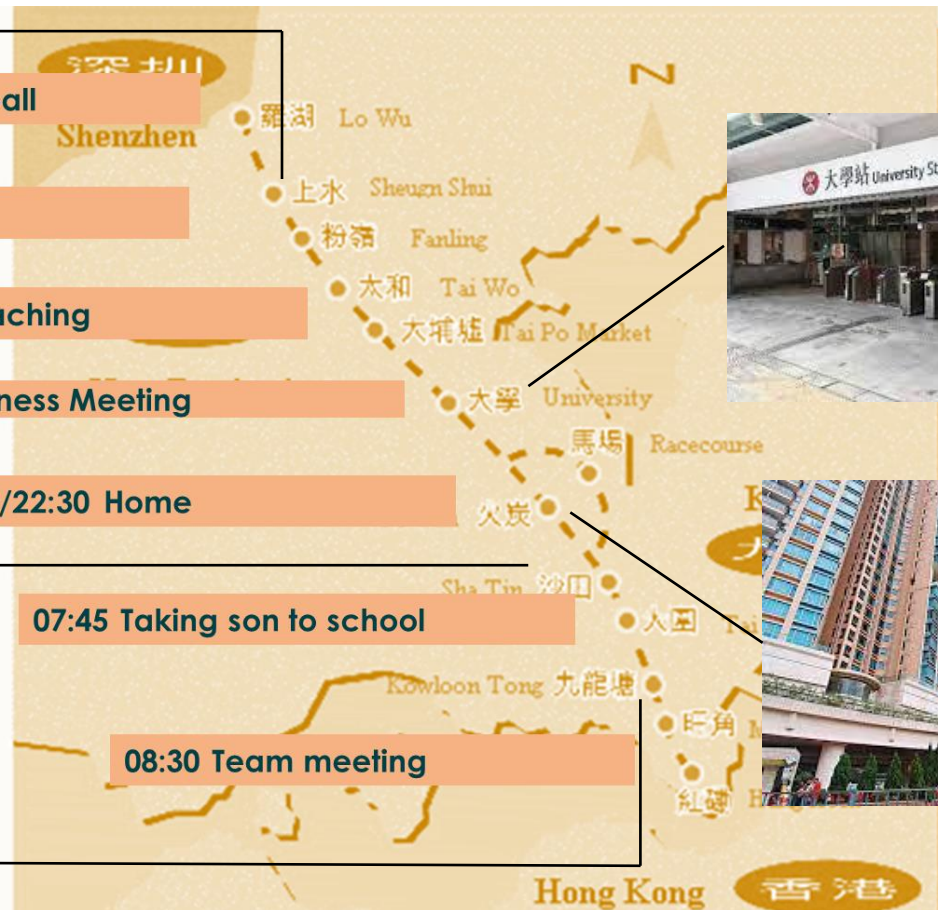 深圳
all
Shenzhen
羅湖 Lo Wu
N
大學站 University St
上水 Sheugn Shui
粉嶺 Fanling
太和 Tai Wo
aching
大埔墟 Tai Po Market
ness Meeting
大學 University
馬場 Racecourse
/22:30 Home
火炭
K
大
Sha Tin 沙田
07:45 Taking son to school
大圍 Tai
Kowloon Tong 九龍塘
旺角 M
08:30 Team meeting
紅磡 H
Hong Kong 香港